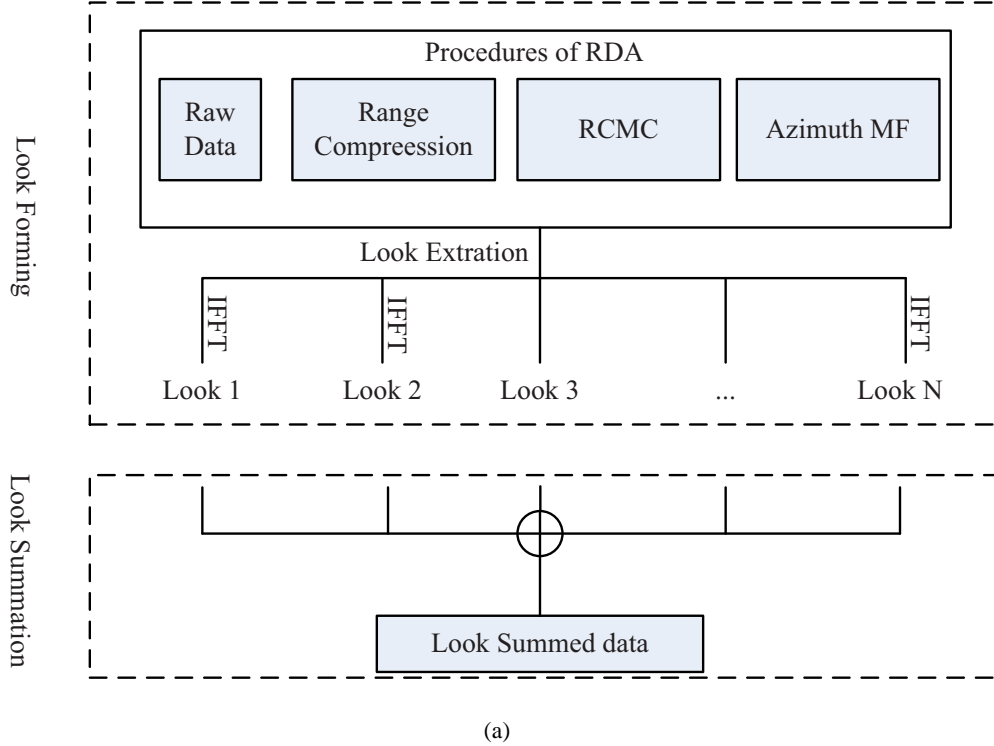 Look Forming
Procedures of RDA
Raw
Data
Range
Compreession
RCMC
Azimuth MF
Look Extration
IFFT
IFFT
IFFT
Look 1
Look 2
Look 3
...
Look N
Look Summation
Look Summed data
(a)